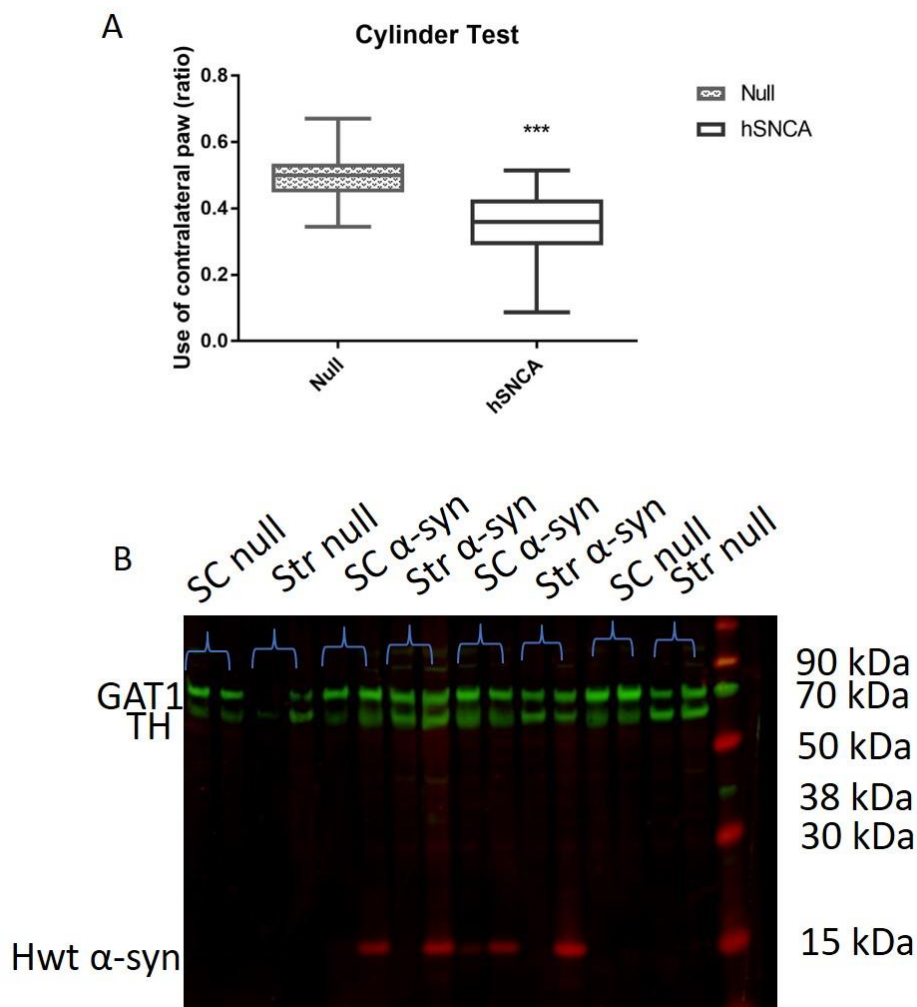 A
Cylinder Test
Use of contralateral paw (ratio)
0.8
0.6
0.4
0.2
0.0
***
Null
hSNCA
Null
hSNCA
B
SC null
Str null
SC α-syn
Str α-syn
SC α-syn
Str α-syn
SC null
Str null
GAT1
TH
Hwt α-syn
90 kDa
70 kDa
50 kDa
38 kDa
30 kDa
15 kDa